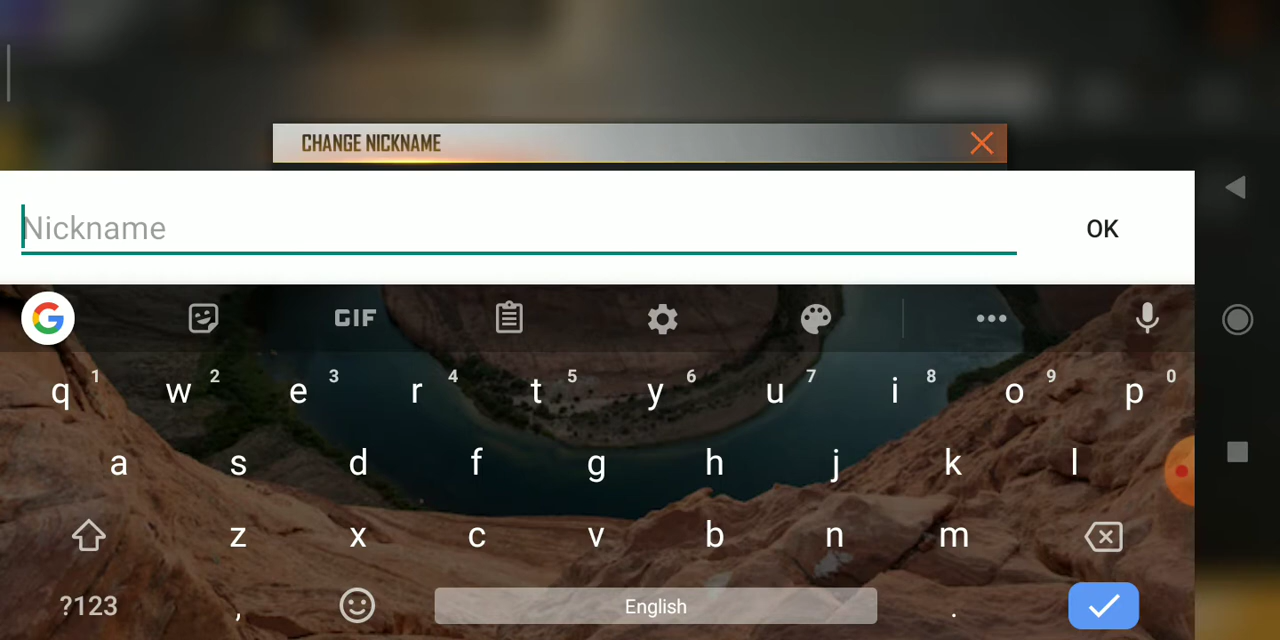 CHANGE NICKNAME
Nickname
OK
G GIF
q 1 w 2 e 3 r 4 t 5 y 6 u 7 i 8 o 9 p 0
a s d f g h j k l
z x c v b n m
?123 , English .